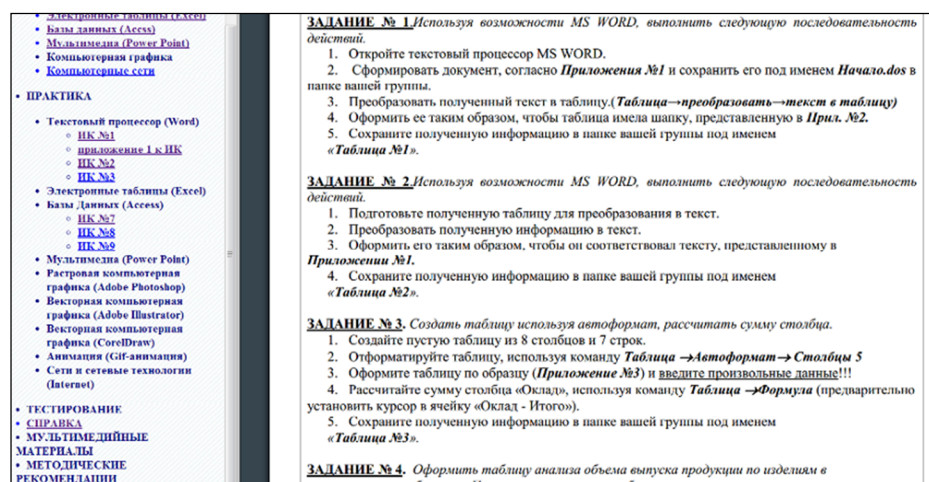 Электронные таблицы (Excel)
Базы данных (Accss)
Мультимедиа (Power Point)
Компьютерная графика
Компьютерные сети
ПРАКТИКА
Текстовый процессор (Word)
ИК №1
приложение 1 к ИК
ИК №2
ИК №3
Электронные таблицы (Excel)
Базы Данных (Access)
ИК №7
ИК №8
ИК №9
Мультимедиа (Power Point)
Растровая компьютерная
графика (Adobe Photoshop)
Векторная компьютерная
графика (Adobe Illustrator)
Векторная компьютерная
графика (CorelDraw)
Анимация (Gif-анимация)
Сети и сетевые технологии
(Internet)
ТЕСТИРОВАНИЕ
СПРАВКА
МУЛЬТИМЕДИЙНЫЕ
МАТЕРИАЛЫ
МЕТОДИЧЕСКИЕ
РЕКОМЕНДАЦИИ
ЗАДАНИЕ № 1.Используя возможности MS WORD, выполнить следующую последовательность
действий.
1. Откройте текстовый процессор MS WORD.
2. Сформировать документ, согласно Приложения №1 и сохранить его под именем Начало.dos в
папке вашей группы.
3. Преобразовать полученный текст в таблицу.(Таблица→преобразовать→текст в таблицу)
4. Оформить ее таким образом, чтобы таблица имела шапку, представленную в Прил. №2.
5. Сохраните полученную информацию в папке вашей группы под именем
«Таблица №1».
ЗАДАНИЕ № 2.Используя возможности MS WORD, выполнить следующую последовательность
действий.
1. Подготовьте полученную таблицу для преобразования в текст.
2. Преобразовать полученную информацию в текст.
3. Оформить его таким образом, чтобы он соответствовал тексту, представленному в
Приложении №1.
4. Сохраните полученную информацию в папке вашей группы под именем
«Таблица №2».
ЗАДАНИЕ № 3. Создать таблицу используя автоформат, рассчитать сумму столбца.
1. Создайте пустую таблицу из 8 столбцов и 7 строк.
2. Отформатируйте таблицу, используя команду Таблица →Автоформат→ Столбцы 5
3. Оформите таблицу по образцу (Приложение №3) и введите произвольные данные!!!
4. Рассчитайте сумму столбца «Оклад», используя команду Таблица →Формула (предварительно
установить курсор в ячейку «Оклад - Итого»).
5. Сохраните полученную информацию в папке вашей группы под именем
«Таблица №3».
ЗАДАНИЕ № 4. Оформить таблицу анализа объема выпуска продукции по изделиям в